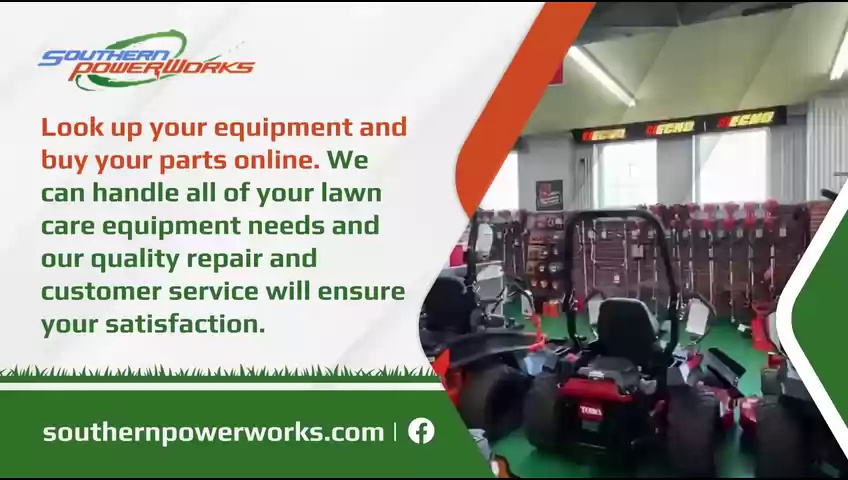 SOUTHERN
POWERWORKS
Look up your equipment and
buy your parts online. We
can handle all of your lawn
care equipment needs and
our quality repair and
customer service will ensure
your satisfaction.
southernpowerworks.com |
ECHO | ECHO | ECHO
TORO